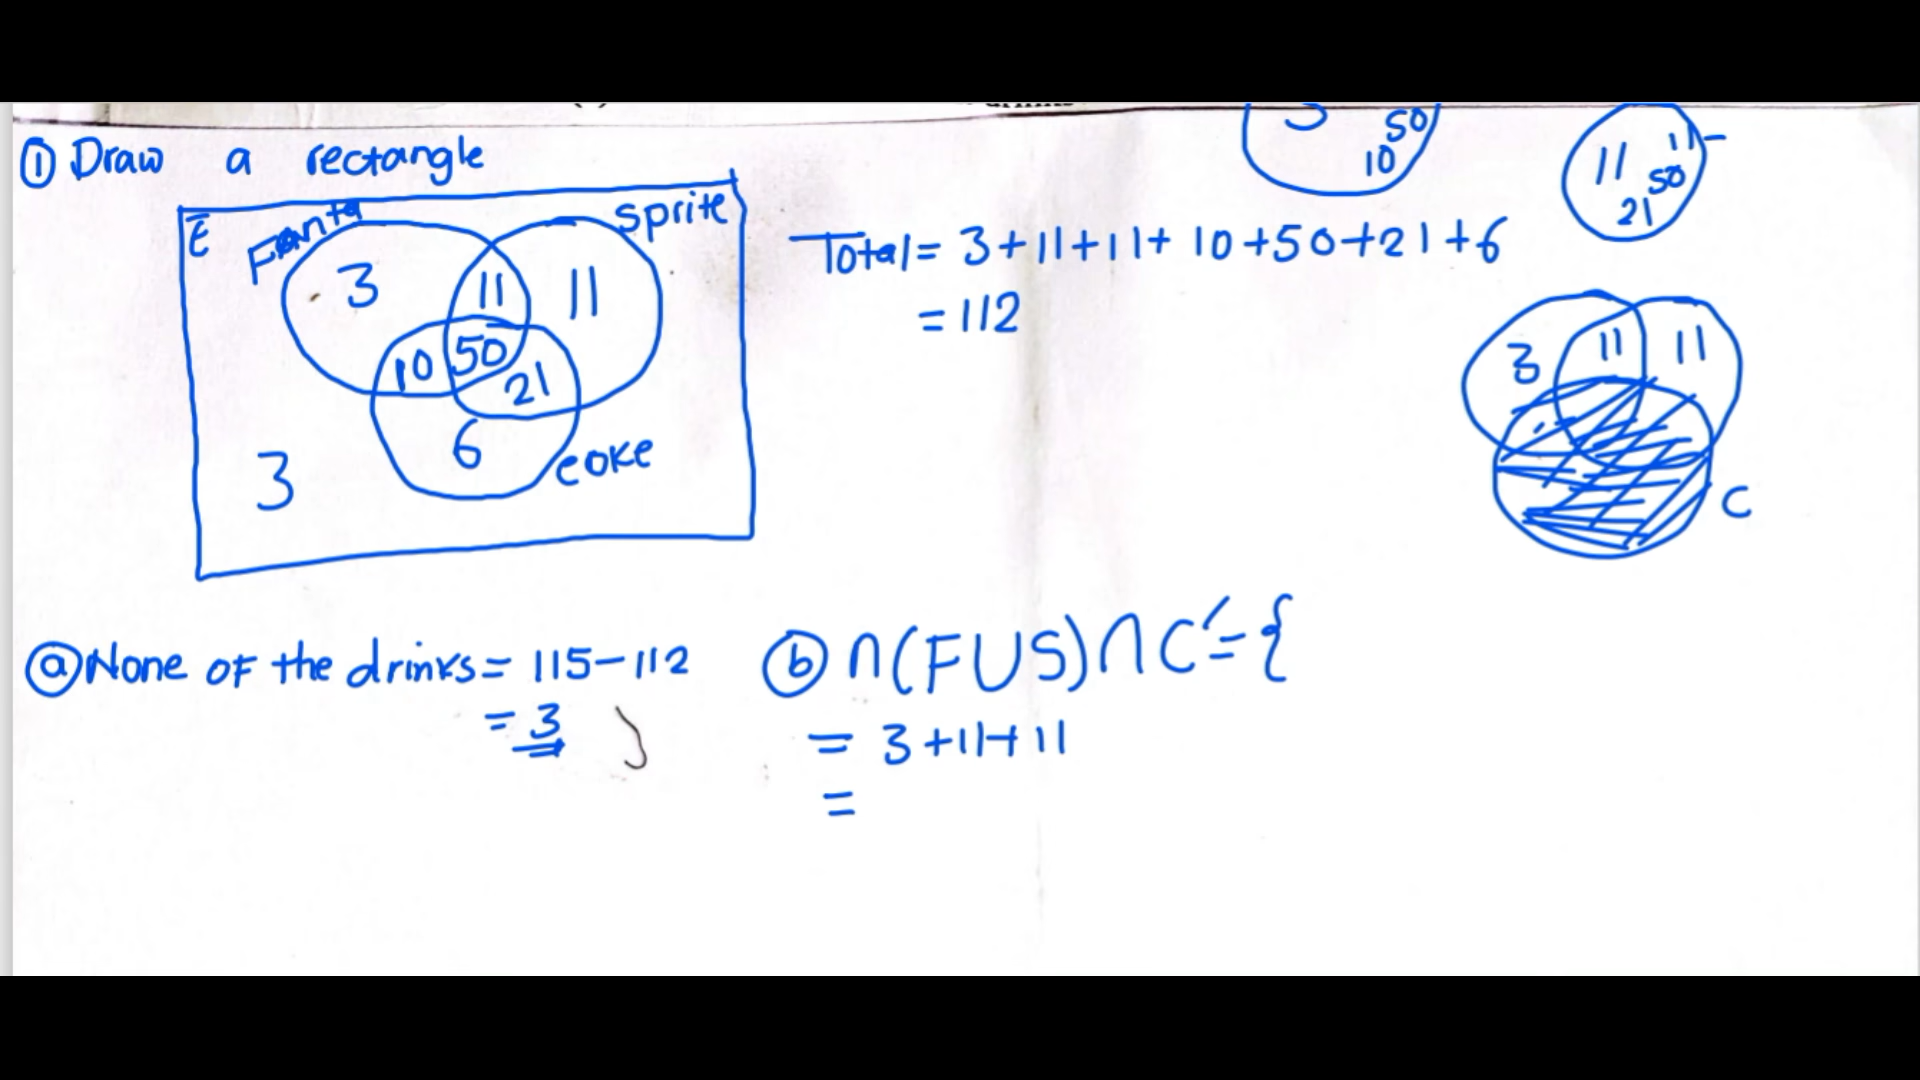 ① Draw a rectangle
50
10
11-
11
50
21
Ɛ
Fanta
Sprite
3
11
11
10
50
21
6
coke
3
Total = 3+11+11+10+50+21+6
= 112
3
11
11
C
ⓐ None of the drinks = 115-112
= 3
ⓑ n(FUS)∩C'= {
= 3+11+11
=